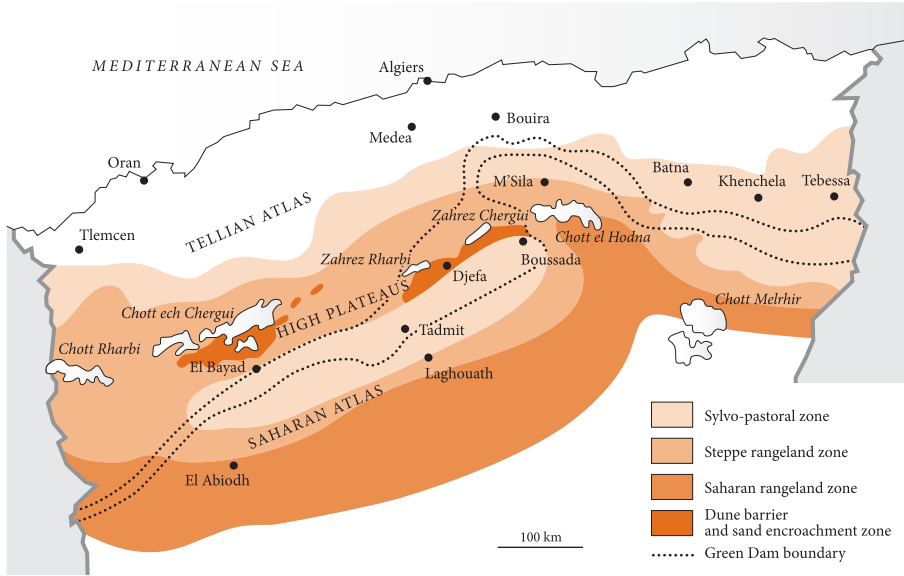 MEDITERRANEAN SEA
Algiers
Bouira
Medea
Oran
Batna
M'Sila
Khenchela
Tebessa
TELLIAN ATLAS
Zahrez Chergui
Tlemcen
Chott el Hodna
Zahrez Rharbi
Boussada
Djefa
Chott Melrhir
Chott ech Chergui
HIGH PLATEAUS
Tadmit
Chott Rharbi
El Bayad
Laghouath
SAHARAN ATLAS
El Abiodh
Sylvo-pastoral zone
Steppe rangeland zone
Saharan rangeland zone
Dune barrier
and sand encroachment zone
100 km
Green Dam boundary